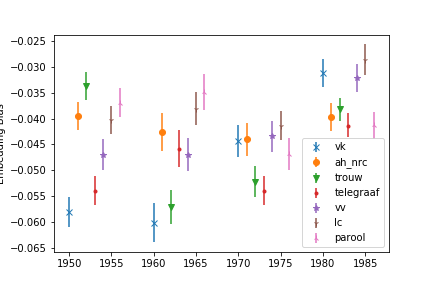 −0.025
−0.030
−0.035
−0.040
−0.045
−0.050
−0.055
−0.060
−0.065
Embedding bias
1950
1955
1960
1965
1970
1975
1980
1985
vk
ah_nrc
trouw
telegraaf
vv
lc
parool